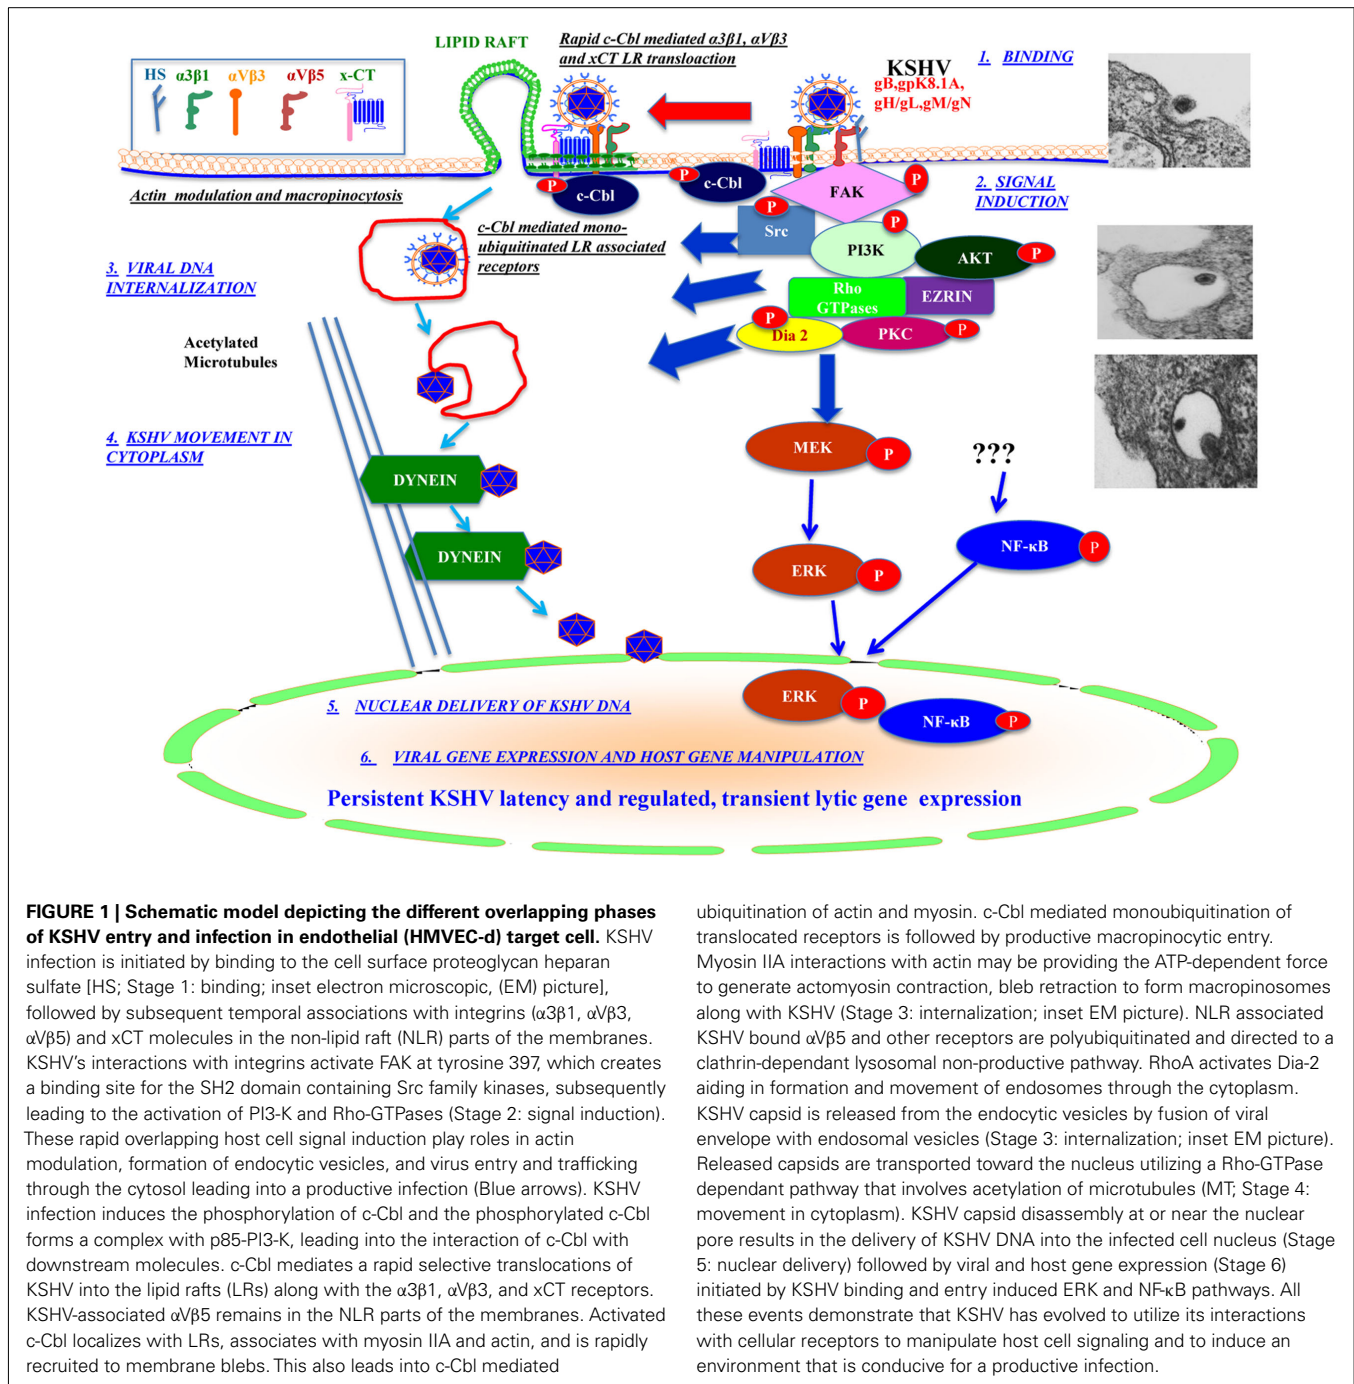 HS α3β1 αVβ3 αVβ5 x-CT
LIPID RAFT
Rapid c-Cbl mediated α3β1, αVβ3
and xCT LR transloaction
KSHV
gB,gpK8.1A,
gH/gL,gM/gN
1. BINDING
Actin modulation and macropinocytosis
P
c-Cbl
P
c-Cbl
FAK
P
2. SIGNAL
INDUCTION
c-Cbl mediated mono-
ubiquitinated LR associated
receptors
P
Src
P
PI3K
AKT
P
3. VIRAL DNA
INTERNALIZATION
Rho
GTPases
EZRIN
P
Dia 2
PKC
P
Acetylated
Microtubules
4. KSHV MOVEMENT IN
CYTOPLASM
MEK
P
???
DYNEIN
DYNEIN
ERK
P
NF-κB
P
ERK
P
NF-κB
P
5. NUCLEAR DELIVERY OF KSHV DNA
6. VIRAL GENE EXPRESSION AND HOST GENE MANIPULATION
Persistent KSHV latency and regulated, transient lytic gene expression
FIGURE 1 | Schematic model depicting the different overlapping phases
of KSHV entry and infection in endothelial (HMVEC-d) target cell. KSHV
infection is initiated by binding to the cell surface proteoglycan heparan
sulfate [HS; Stage 1: binding; inset electron microscopic, (EM) picture],
followed by subsequent temporal associations with integrins (α3β1, αVβ3,
αVβ5) and xCT molecules in the non-lipid raft (NLR) parts of the membranes.
KSHV's interactions with integrins activate FAK at tyrosine 397, which creates
a binding site for the SH2 domain containing Src family kinases, subsequently
leading to the activation of PI3-K and Rho-GTPases (Stage 2: signal induction).
These rapid overlapping host cell signal induction play roles in actin
modulation, formation of endocytic vesicles, and virus entry and trafficking
through the cytosol leading into a productive infection (Blue arrows). KSHV
infection induces the phosphorylation of c-Cbl and the phosphorylated c-Cbl
forms a complex with p85-PI3-K, leading into the interaction of c-Cbl with
downstream molecules. c-Cbl mediates a rapid selective translocations of
KSHV into the lipid rafts (LRs) along with the α3β1, αVβ3, and xCT receptors.
KSHV-associated αVβ5 remains in the NLR parts of the membranes. Activated
c-Cbl localizes with LRs, associates with myosin IIA and actin, and is rapidly
recruited to membrane blebs. This also leads into c-Cbl mediated
ubiquitination of actin and myosin. c-Cbl mediated monoubiquitination of
translocated receptors is followed by productive macropinocytic entry.
Myosin IIA interactions with actin may be providing the ATP-dependent force
to generate actomyosin contraction, bleb retraction to form macropinosomes
along with KSHV (Stage 3: internalization; inset EM picture). NLR associated
KSHV bound αVβ5 and other receptors are polyubiquitinated and directed to a
clathrin-dependant lysosomal non-productive pathway. RhoA activates Dia-2
aiding in formation and movement of endosomes through the cytoplasm.
KSHV capsid is released from the endocytic vesicles by fusion of viral
envelope with endosomal vesicles (Stage 3: internalization; inset EM picture).
Released capsids are transported toward the nucleus utilizing a Rho-GTPase
dependant pathway that involves acetylation of microtubules (MT; Stage 4:
movement in cytoplasm). KSHV capsid disassembly at or near the nuclear
pore results in the delivery of KSHV DNA into the infected cell nucleus (Stage
5: nuclear delivery) followed by viral and host gene expression (Stage 6)
initiated by KSHV binding and entry induced ERK and NF-κB pathways. All
these events demonstrate that KSHV has evolved to utilize its interactions
with cellular receptors to manipulate host cell signaling and to induce an
environment that is conducive for a productive infection.